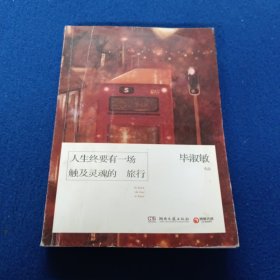 5
人生终要有一场
触及灵魂的 旅行
毕淑敏
湖南文艺出版社